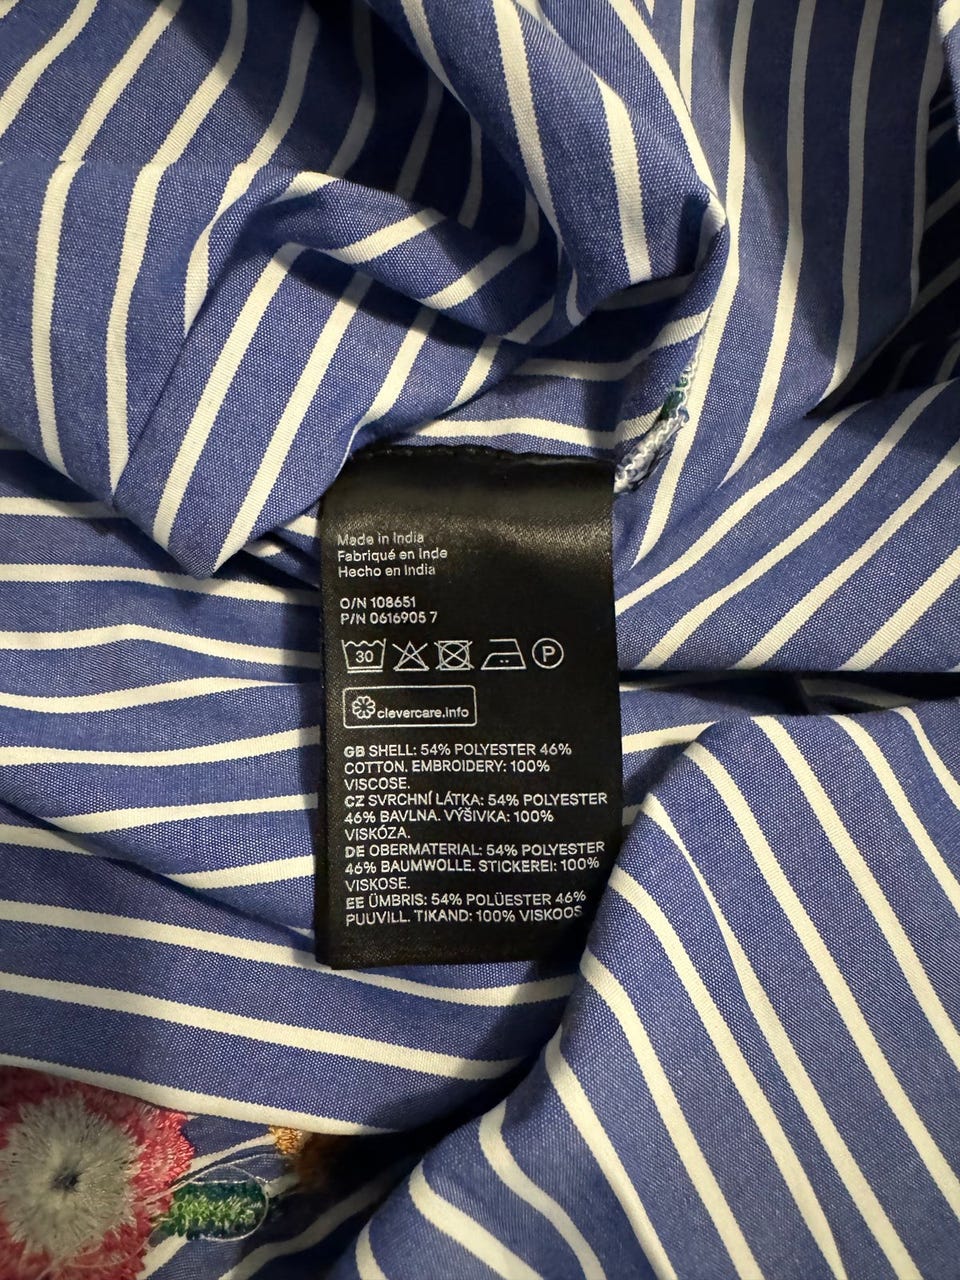 Made in India
Fabriqué en Inde
Hecho en India
O/N 108651
P/N 0616905 7
30 P
clevercare.info
GB SHELL: 54% POLYESTER 46%
COTTON. EMBROIDERY: 100%
VISCOSE.
CZ SVRCHNÍ LÁTKA: 54% POLYESTER
46% BAVLNA. VÝŠIVKA: 100%
VISKÓZA.
DE OBERMATERIAL: 54% POLYESTER
46% BAUMWOLLE. STICKEREI: 100%
VISKOSE.
EE ÜMBRIS: 54% POLÜESTER 46%
PUUVILL. TIKAND: 100% VISKOOS